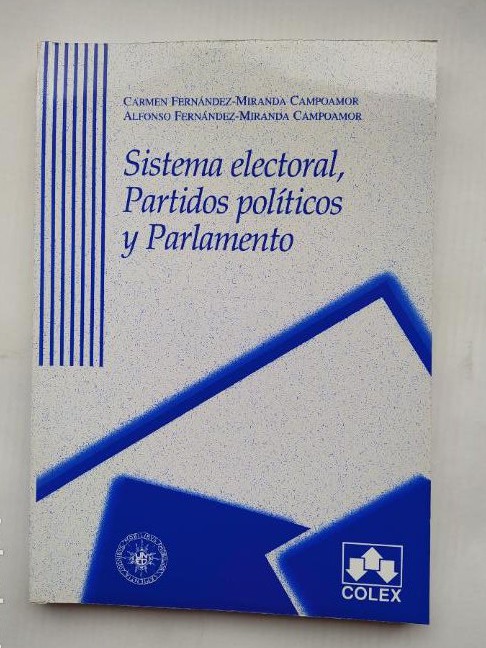 CARMEN FERNÁNDEZ-MIRANDA CAMPOAMOR
ALFONSO FERNÁNDEZ-MIRANDA CAMPOAMOR
Sistema electoral,
Partidos políticos
y Parlamento
COLEX